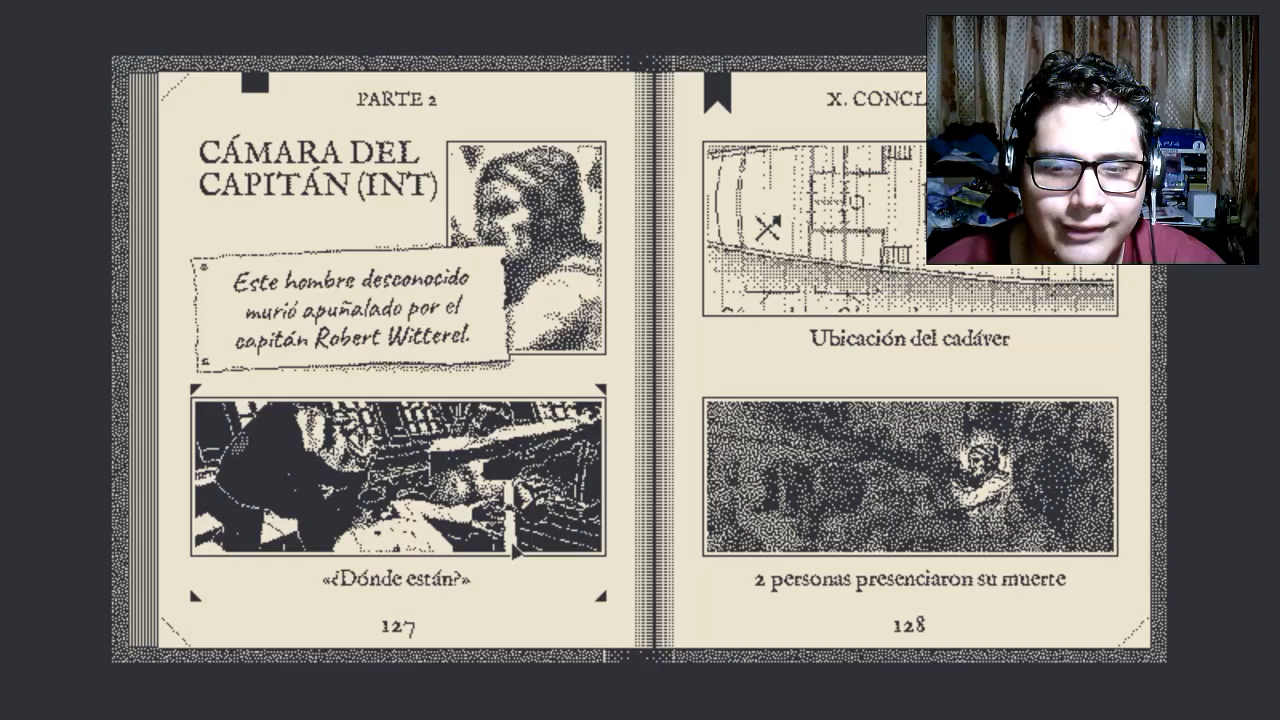 PARTE 2
CÁMARA DEL
CAPITÁN (INT)
Este hombre desconocido
murió apuñalado por el
capitán Robert Witterel.
«¿Dónde están?»
127
X. CONCL
Ubicación del cadáver
2 personas presenciaron su muerte
128